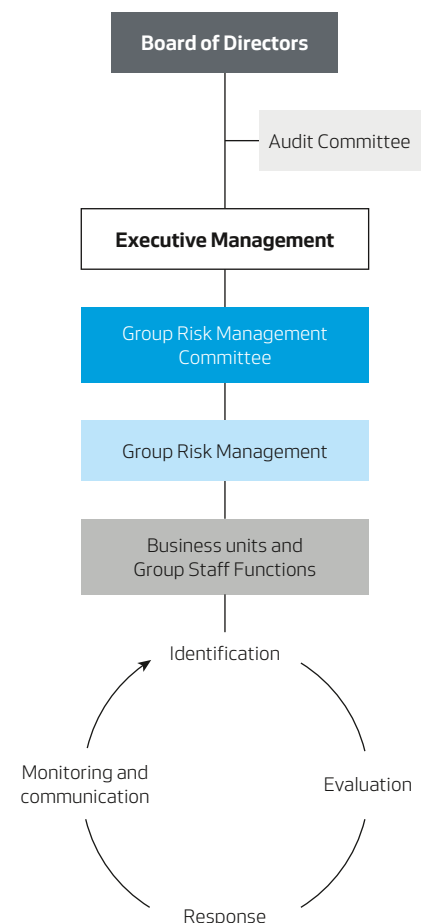 Board of Directors
Audit Committee
Executive Management
Group Risk Management
Committee
Group Risk Management
Business units and
Group Staff Functions
Identification
Monitoring and
communication
Evaluation
Response